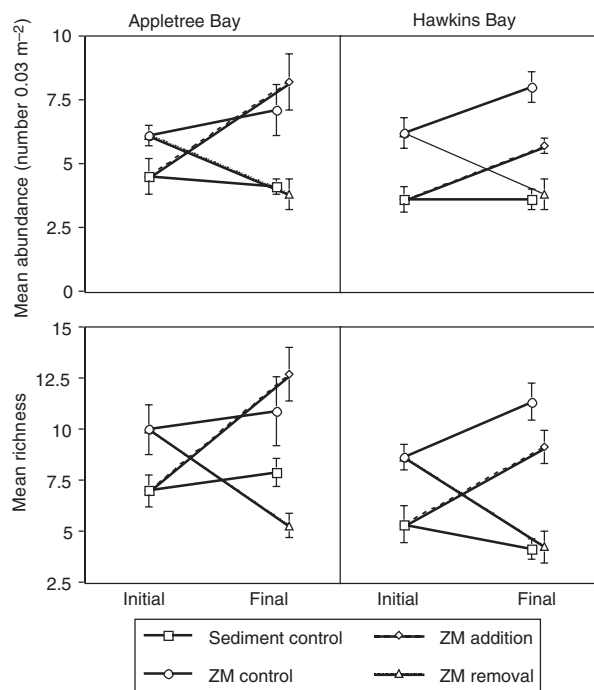 Appletree Bay
Hawkins Bay
Mean abundance (number 0.03 m⁻²)
10
7.5
5
2.5
0
Mean richness
15
12.5
10
7.5
5
2.5
Initial Final Initial Final
Sediment control ZM addition
ZM control ZM removal